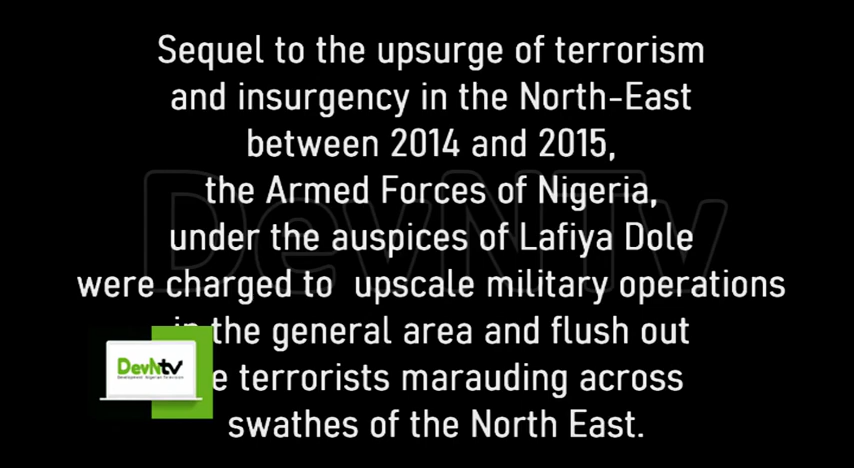 Sequel to the upsurge of terrorism
and insurgency in the North-East
between 2014 and 2015,
the Armed Forces of Nigeria,
under the auspices of Lafiya Dole
were charged to upscale military operations
in the general area and flush out
e terrorists marauding across
swathes of the North East.
DevNTv
DevNtv